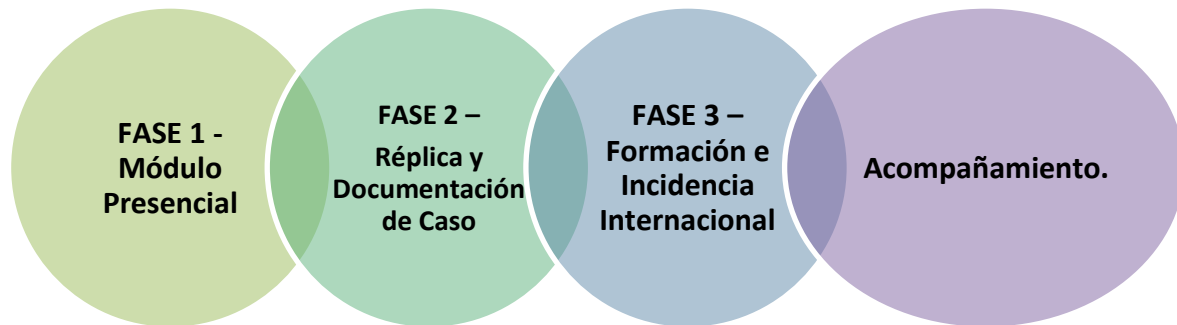 FASE 1 -
Módulo
Presencial
FASE 2 –
Réplica y
Documentación
de Caso
FASE 3 –
Formación e
Incidencia
Internacional
Acompañamiento.